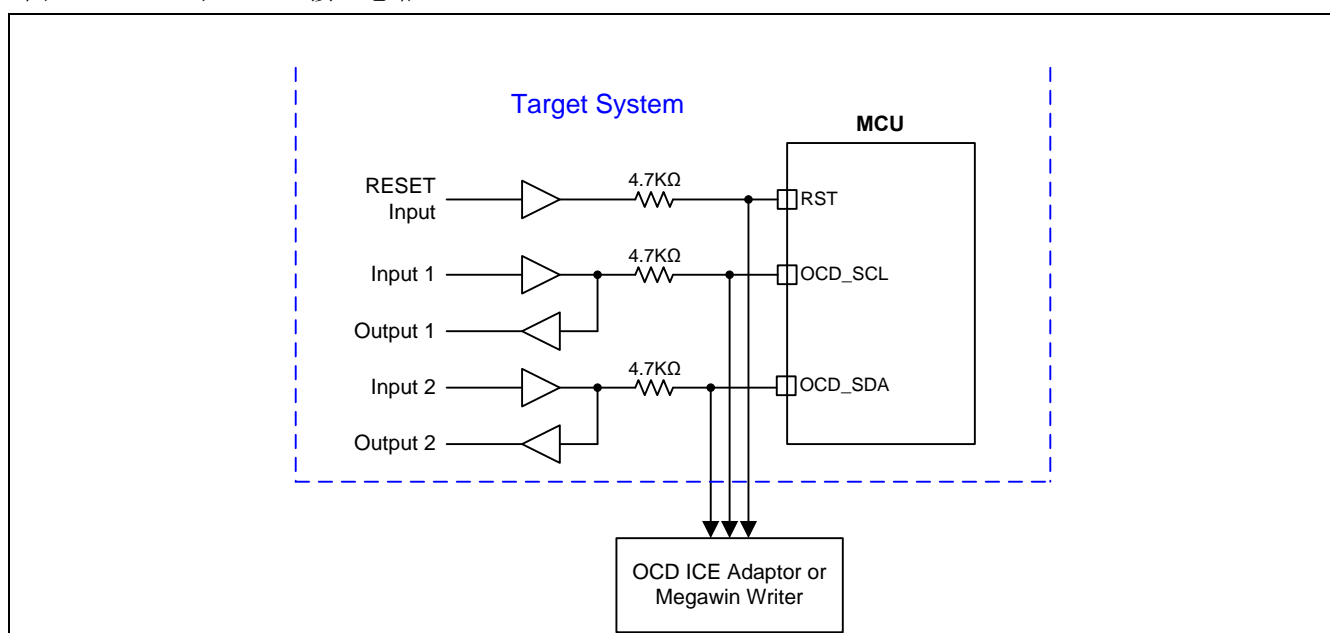 Target System
MCU
RESET
Input
4.7KΩ
RST
Input 1
4.7KΩ
OCD_SCL
Output 1
Input 2
4.7KΩ
OCD_SDA
Output 2
OCD ICE Adaptor or
Megawin Writer